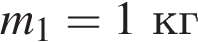 m₁ = 1 кг